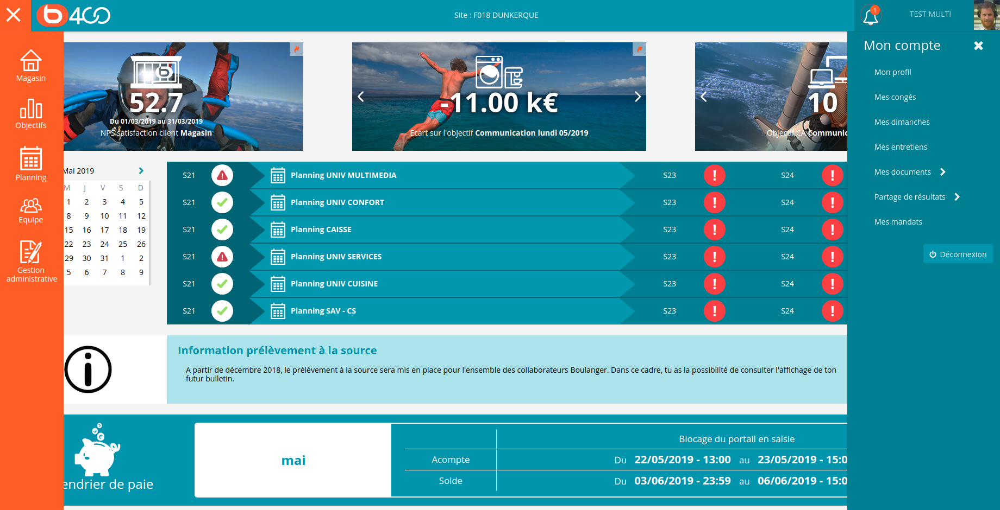 b400
Site : F018 DUNKERQUE
1
TEST MULTI
Magasin
Objectifs
Planning
Equipe
Gestion
administrative
52.7
Du 01/03/2019 au 31/03/2019
NPS satisfaction client Magasin
-11.00 k€
Ecart sur l'objectif Communication lundi 05/2019
10
Objectif CA Communic
Mon compte
Mon profil
Mes congés
Mes dimanches
Mes entretiens
Mes documents
Partage de résultats
Mes mandats
Déconnexion
Mai 2019
M J V S D
1 2 3 4 5
8 9 10 11 12
15 16 17 18 19
22 23 24 25 26
29 30 31 1 2
5 6 7 8 9
S21 Planning UNIV MULTIMEDIA S23 ! S24 !
S21 Planning UNIV CONFORT S23 ! S24 !
S21 Planning CAISSE S23 ! S24 !
S21 Planning UNIV SERVICES S23 ! S24 !
S21 Planning UNIV CUISINE S23 ! S24 !
S21 Planning SAV - CS S23 ! S24 !
Information prélèvement à la source
A partir de décembre 2018, le prélèvement à la source sera mis en place pour l'ensemble des collaborateurs Boulanger. Dans ce cadre, tu as la possibilité de consulter l'affichage de ton
futur bulletin.
endrier de paie
mai
Blocage du portail en saisie
Acompte Du 22/05/2019 - 13:00 au 23/05/2019 - 15:0
Solde Du 03/06/2019 - 23:59 au 06/06/2019 - 15:0